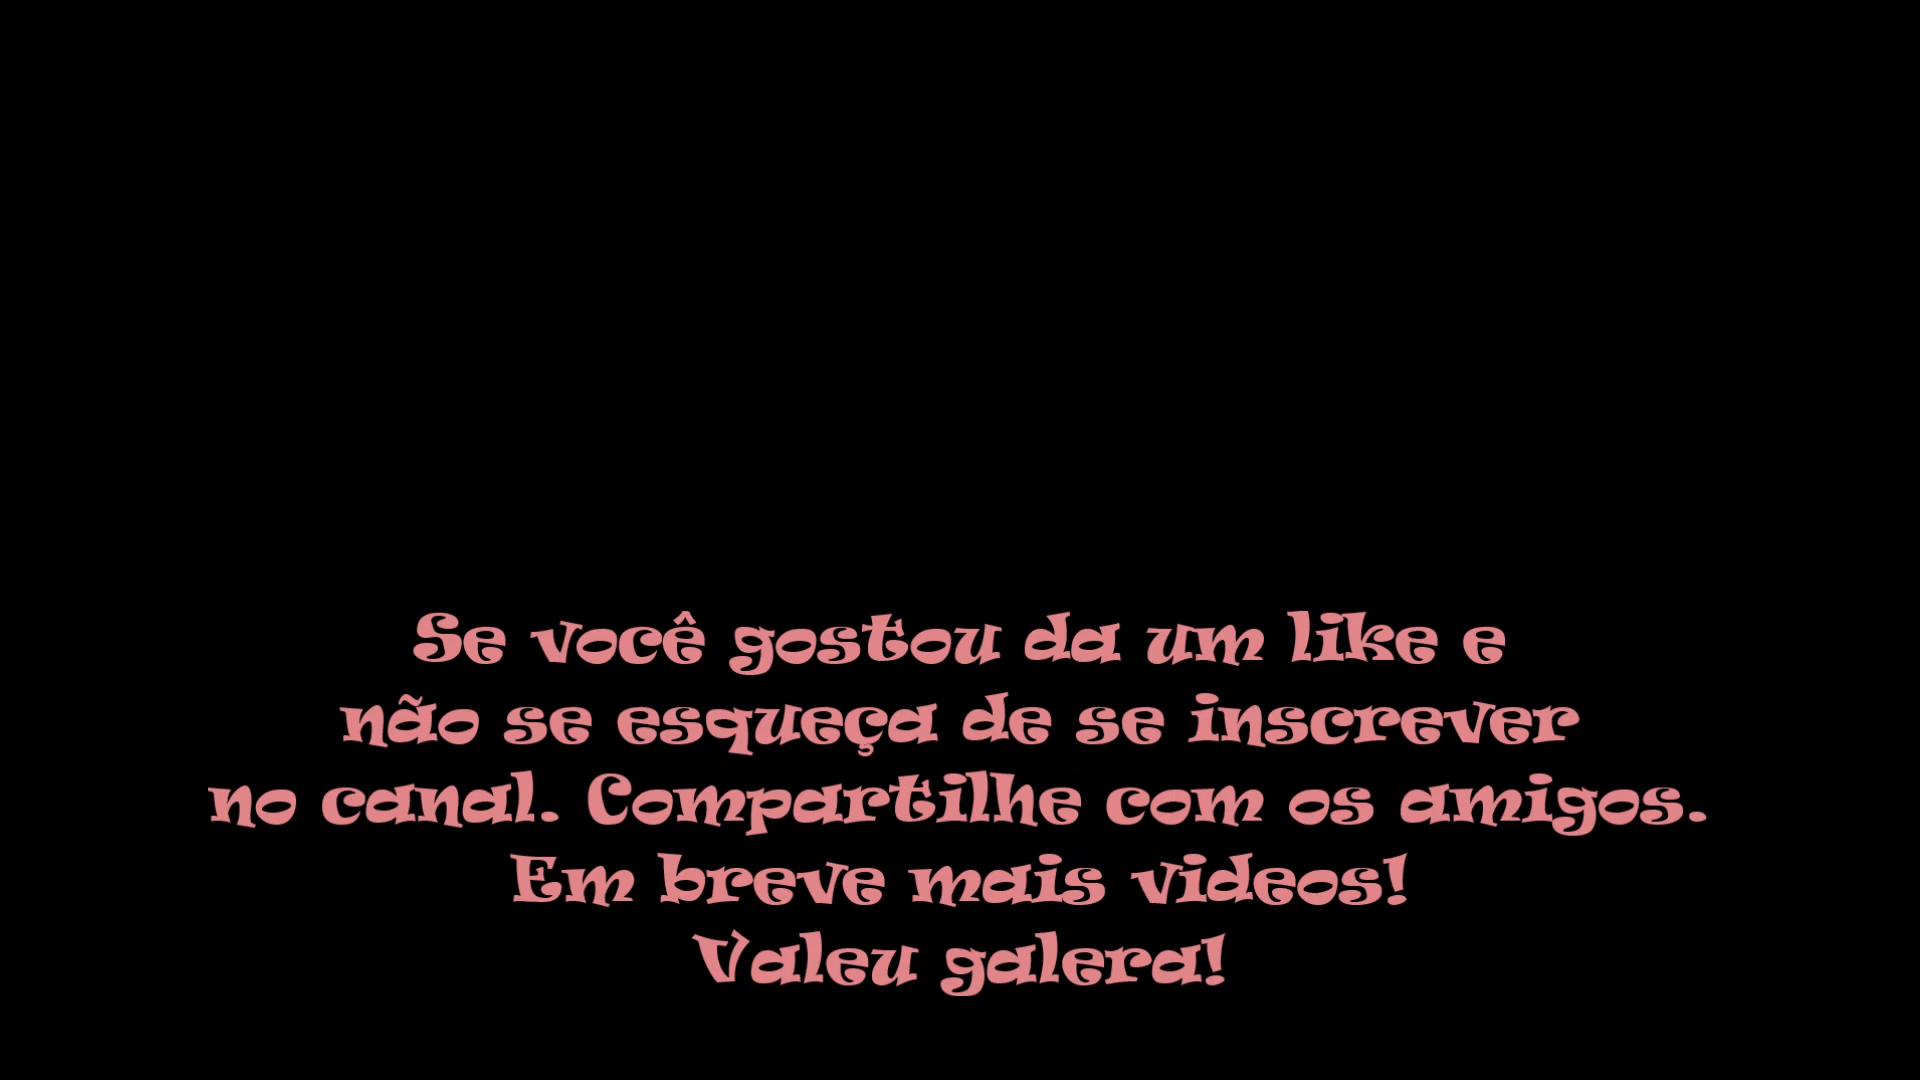 Se você gostou da um like e
não se esqueça de se inscrever
no canal. Compartilhe com os amigos.
Em breve mais videos!
Valeu galera!